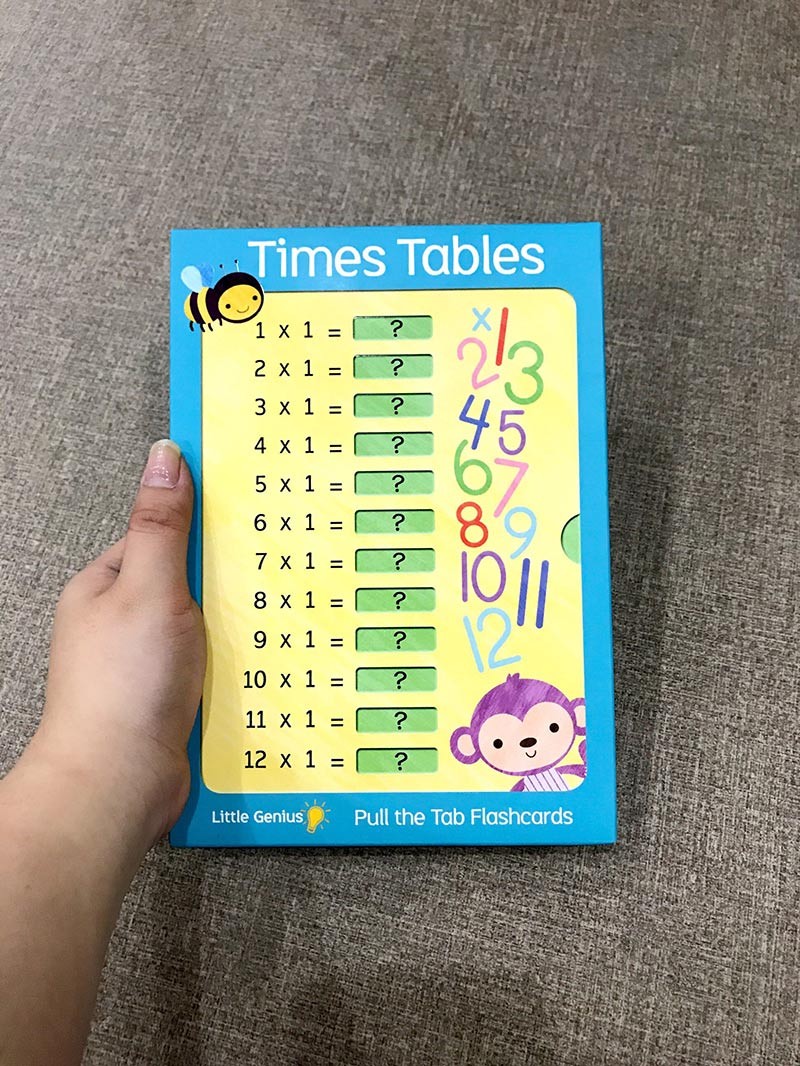 Times Tables
1 x 1 = ?
2 x 1 = ?
3 x 1 = ?
4 x 1 = ?
5 x 1 = ?
6 x 1 = ?
7 x 1 = ?
8 x 1 = ?
9 x 1 = ?
10 x 1 = ?
11 x 1 = ?
12 x 1 = ?
x 1
2 3
4 5
6 7
8 9
10 11
12
Little Genius Pull the Tab Flashcards